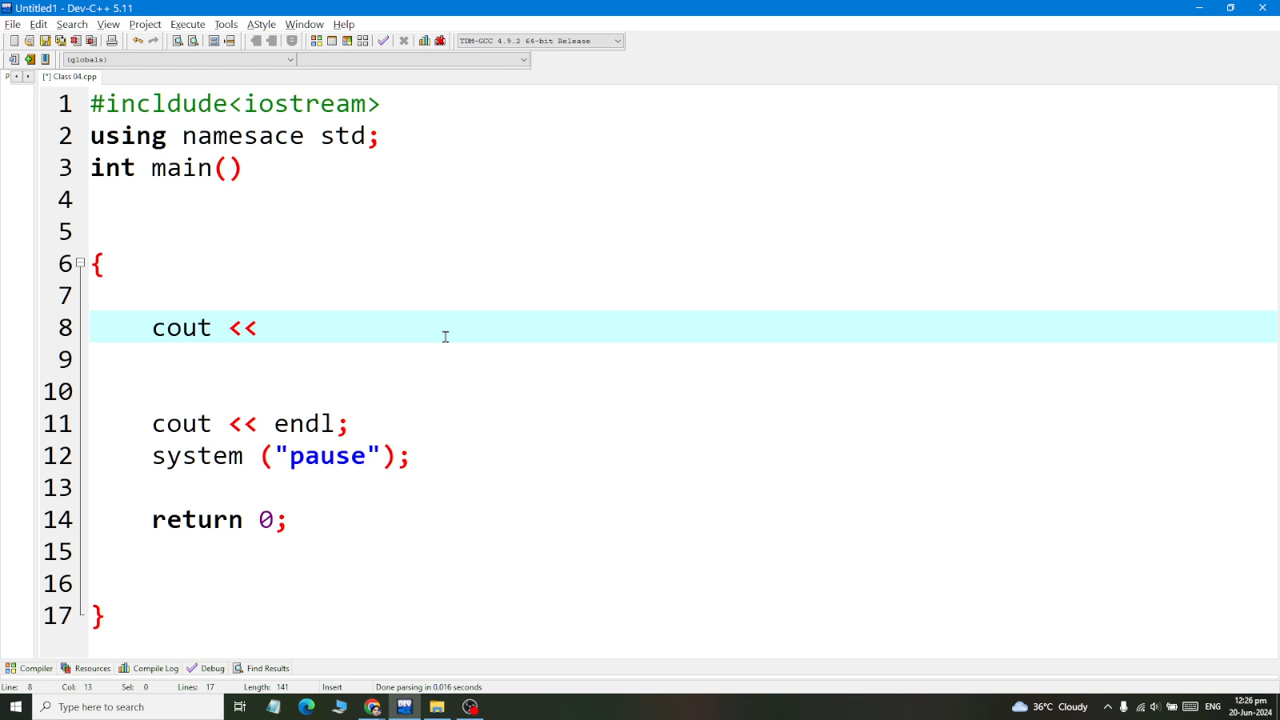 Untitled1 - Dev-C++ 5.11
File Edit Search View Project Execute Tools AStyle Window Help
TDM-GCC 4.9.2 64-bit Release
(globals)
P [*] Class 04.cpp
1 #incldude<iostream>
2 using namesace std;
3 int main()
4
5
6 {
7
8 cout <<
9
10
11 cout << endl;
12 system ("pause");
13
14 return 0;
15
16
17 }
Compiler Resources Compile Log Debug Find Results
Line: 8 Col: 13 Sel: 0 Lines: 17 Length: 141 Insert Done parsing in 0.016 seconds
Type here to search DEV 36°C Cloudy ENG 12:26 pm
20-Jun-2024